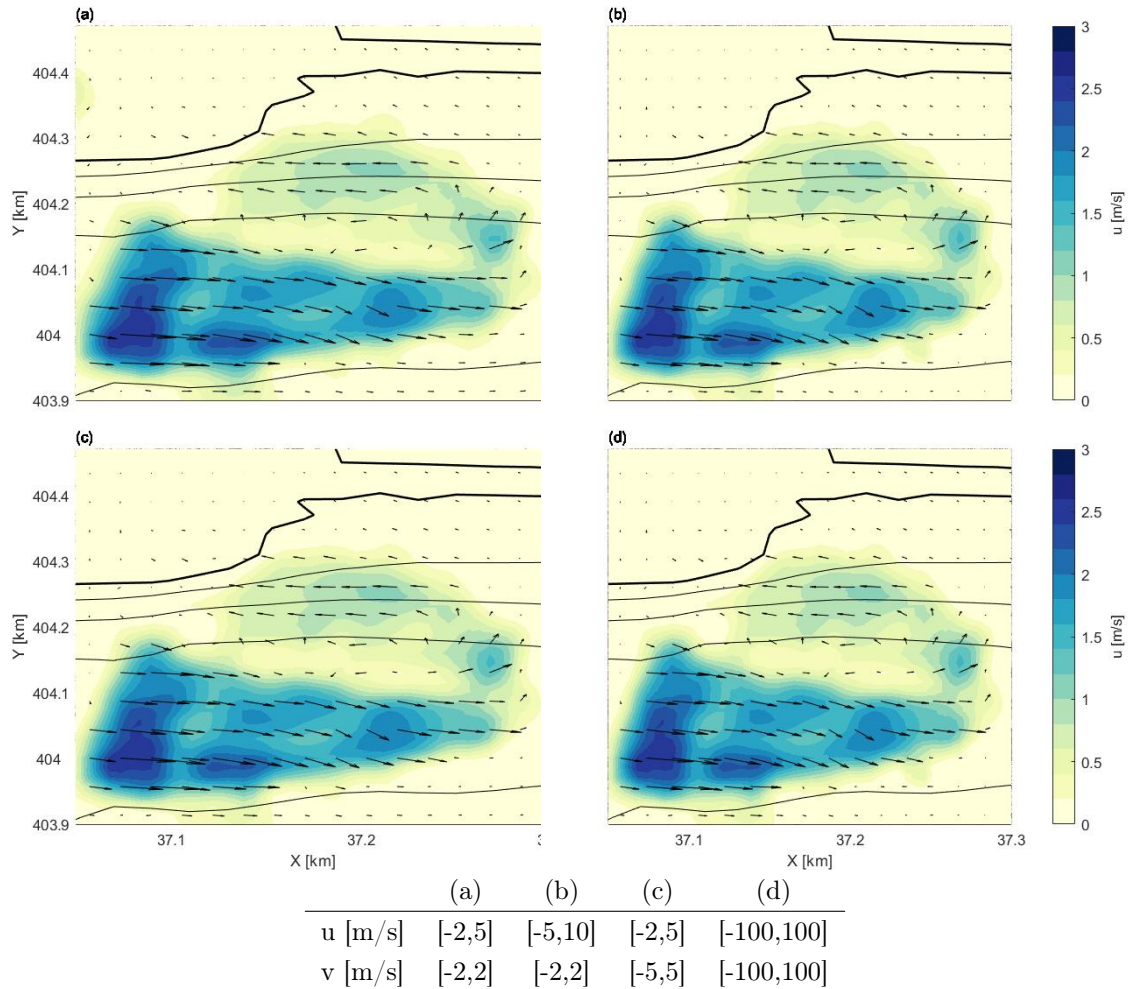 (a) (b)
3
404.4
2.5
404.3
2
Y [km]
404.2
1.5
u [m/s]
404.1
1
404
0.5
403.9
0
(c) (d)
3
404.4
2.5
404.3
2
Y [km]
404.2
1.5
u [m/s]
404.1
1
404
0.5
403.9
0
37.1 37.2 37.1 37.2 37.3
X [km] X [km]
(a) (b) (c) (d)
u [m/s] [-2,5] [-5,10] [-2,5] [-100,100]
v [m/s] [-2,2] [-2,2] [-5,5] [-100,100]